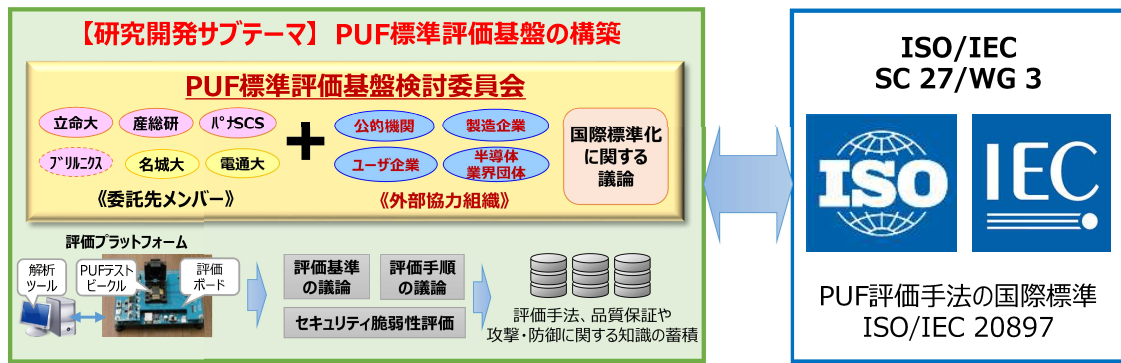 【研究開発サブテーマ】 PUF標準評価基盤の構築
PUF標準評価基盤検討委員会
立命大
産総研
ﾊﾟﾅSCS
ﾌﾞﾘﾙﾆｸｽ
名城大
電通大
《委託先メンバー》
+
公的機関
製造企業
ユーザ企業
半導体
業界団体
《外部協力組織》
国際標準化
に関する
議論
評価プラットフォーム
解析
ツール
PUFテスト
ビークル
評価
ボード
評価基準
の議論
評価手順
の議論
セキュリティ脆弱性評価
評価手法、品質保証や
攻撃・防御に関する知識の蓄積
ISO/IEC
SC 27/WG 3
ISO
IEC
PUF評価手法の国際標準
ISO/IEC 20897